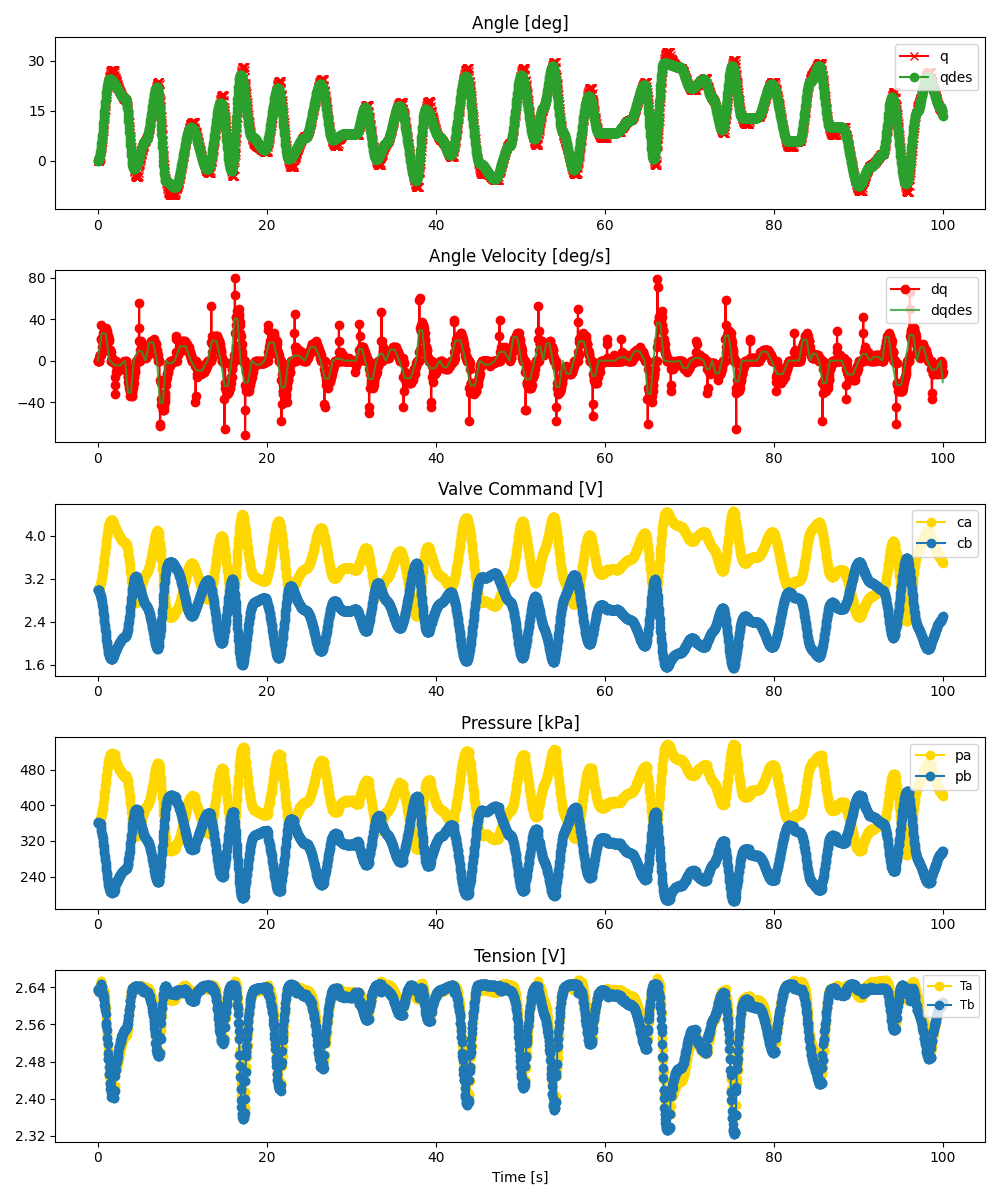 Angle [deg]
30
15
0
q
qdes
0 20 40 60 80 100
Angle Velocity [deg/s]
80
40
0
−40
dq
dqdes
0 20 40 60 80 100
Valve Command [V]
4.0
3.2
2.4
1.6
ca
cb
0 20 40 60 80 100
Pressure [kPa]
480
400
320
240
pa
pb
0 20 40 60 80 100
Tension [V]
2.64
2.56
2.48
2.40
2.32
Ta
Tb
0 20 40 60 80 100
Time [s]